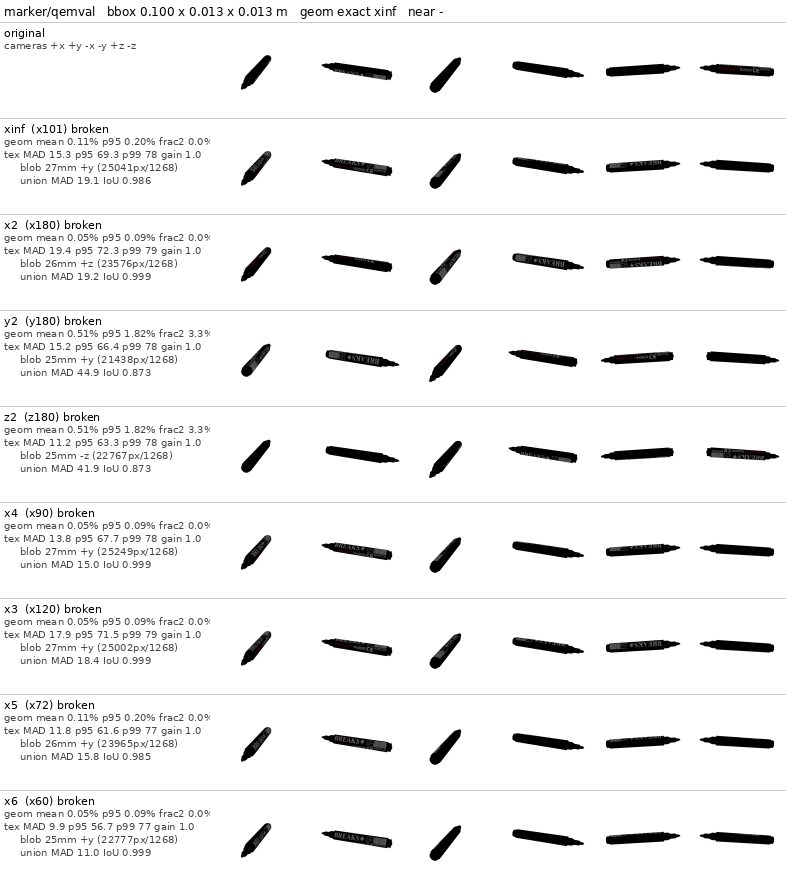 marker/qemval bbox 0.100 x 0.013 x 0.013 m geom exact xinf near -
original
cameras +x +y -x -y +z -z
xinf (x101) broken
geom mean 0.11% p95 0.20% frac2 0.0%
tex MAD 15.3 p95 69.3 p99 78 gain 1.0
blob 27mm +y (25041px/1268)
union MAD 19.1 IoU 0.986
x2 (x180) broken
geom mean 0.05% p95 0.09% frac2 0.0%
tex MAD 19.4 p95 72.3 p99 79 gain 1.0
blob 26mm +z (23576px/1268)
union MAD 19.2 IoU 0.999
y2 (y180) broken
geom mean 0.51% p95 1.82% frac2 3.3%
tex MAD 15.2 p95 66.4 p99 78 gain 1.0
blob 25mm +y (21438px/1268)
union MAD 44.9 IoU 0.873
z2 (z180) broken
geom mean 0.51% p95 1.82% frac2 3.3%
tex MAD 11.2 p95 63.3 p99 78 gain 1.0
blob 25mm -z (22767px/1268)
union MAD 41.9 IoU 0.873
x4 (x90) broken
geom mean 0.05% p95 0.09% frac2 0.0%
tex MAD 13.8 p95 67.7 p99 78 gain 1.0
blob 27mm +y (25249px/1268)
union MAD 15.0 IoU 0.999
x3 (x120) broken
geom mean 0.05% p95 0.09% frac2 0.0%
tex MAD 17.9 p95 71.5 p99 79 gain 1.0
blob 27mm +y (25002px/1268)
union MAD 18.4 IoU 0.999
x5 (x72) broken
geom mean 0.11% p95 0.20% frac2 0.0%
tex MAD 11.8 p95 61.6 p99 77 gain 1.0
blob 26mm +y (23965px/1268)
union MAD 15.8 IoU 0.985
x6 (x60) broken
geom mean 0.05% p95 0.09% frac2 0.0%
tex MAD 9.9 p95 56.7 p99 77 gain 1.0
blob 25mm +y (22777px/1268)
union MAD 11.0 IoU 0.999